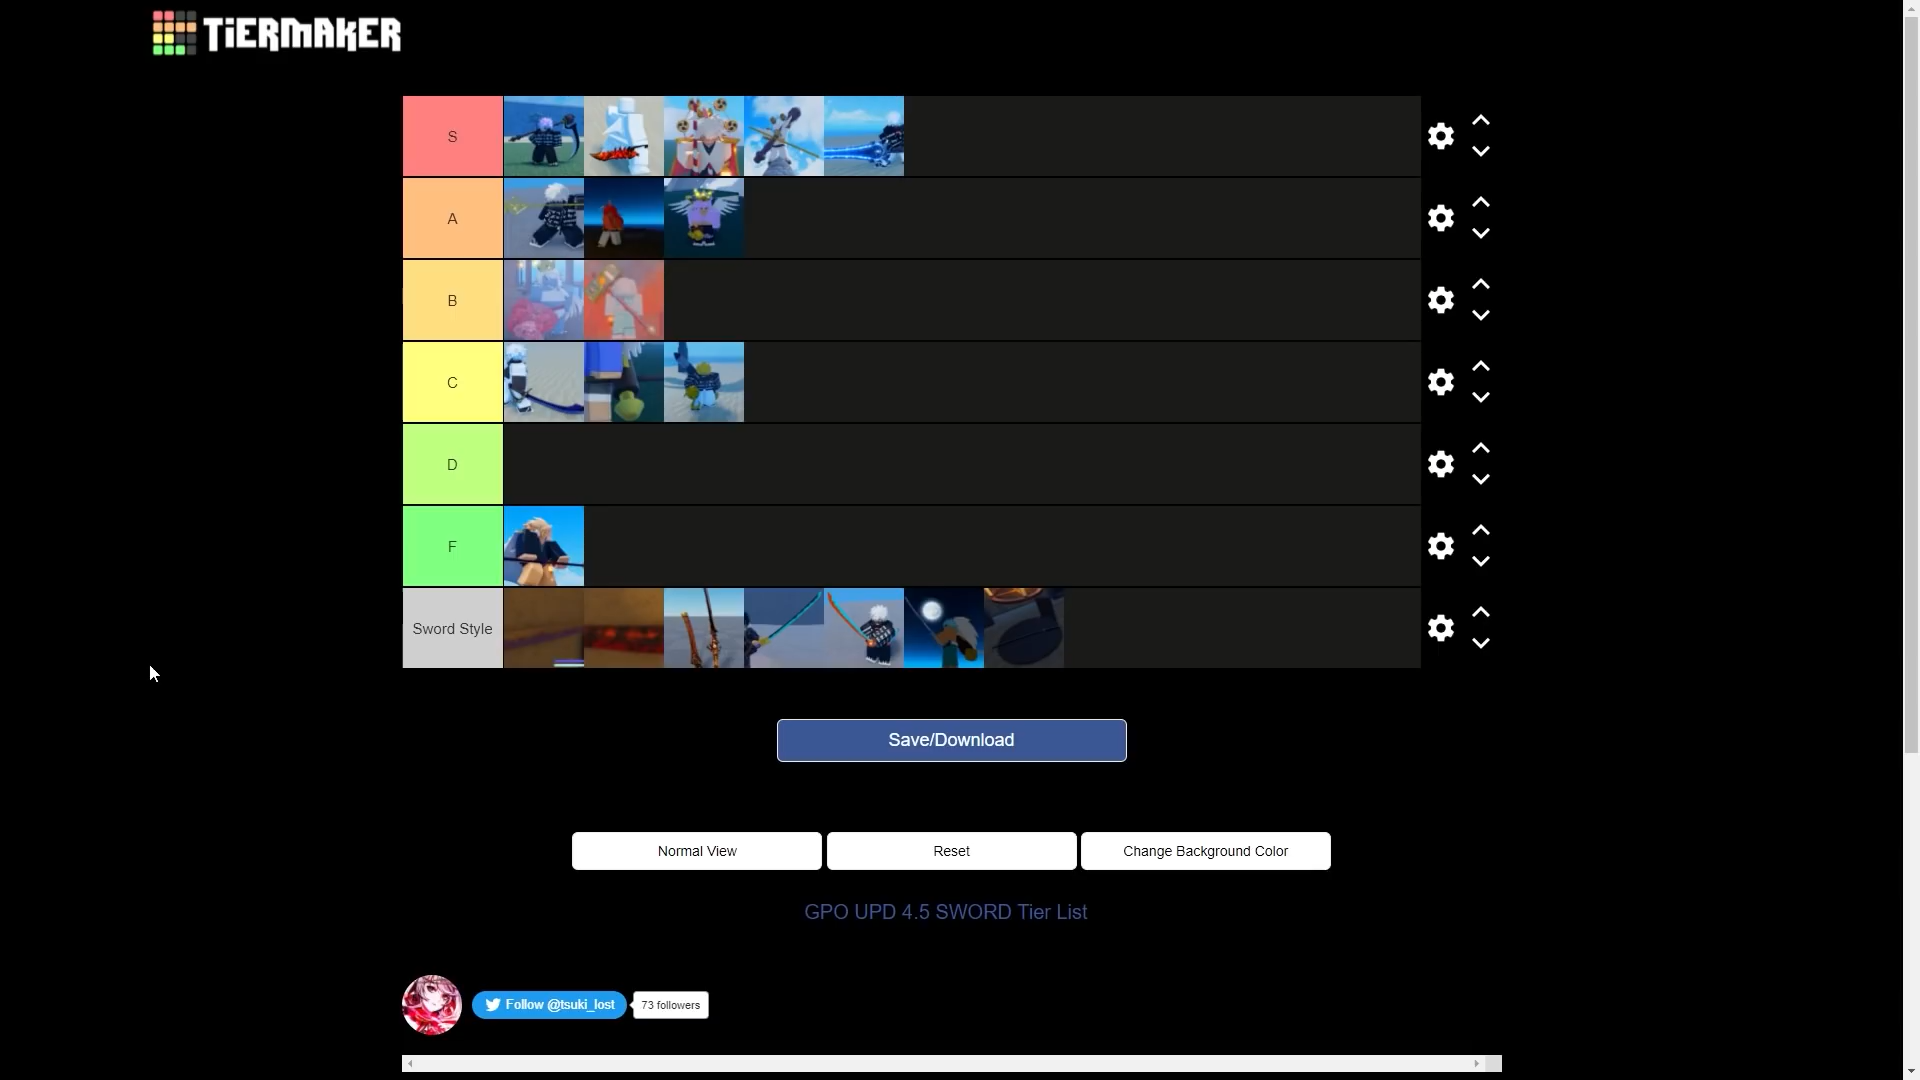 TiERMAKER
S
A
B
C
D
F
Sword Style
Save/Download
Normal View
Reset
Change Background Color
GPO UPD 4.5 SWORD Tier List
Follow @tsuki_lost
73 followers